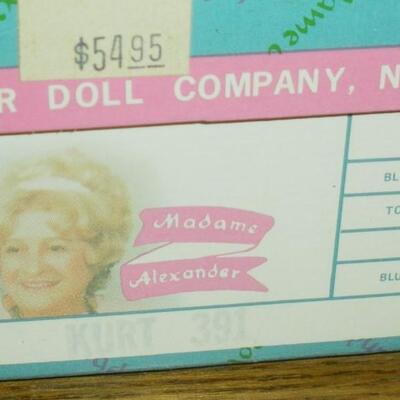 $54.95
R DOLL COMPANY, N
Madame
Alexander
BL
TO
BLU
KURT 391